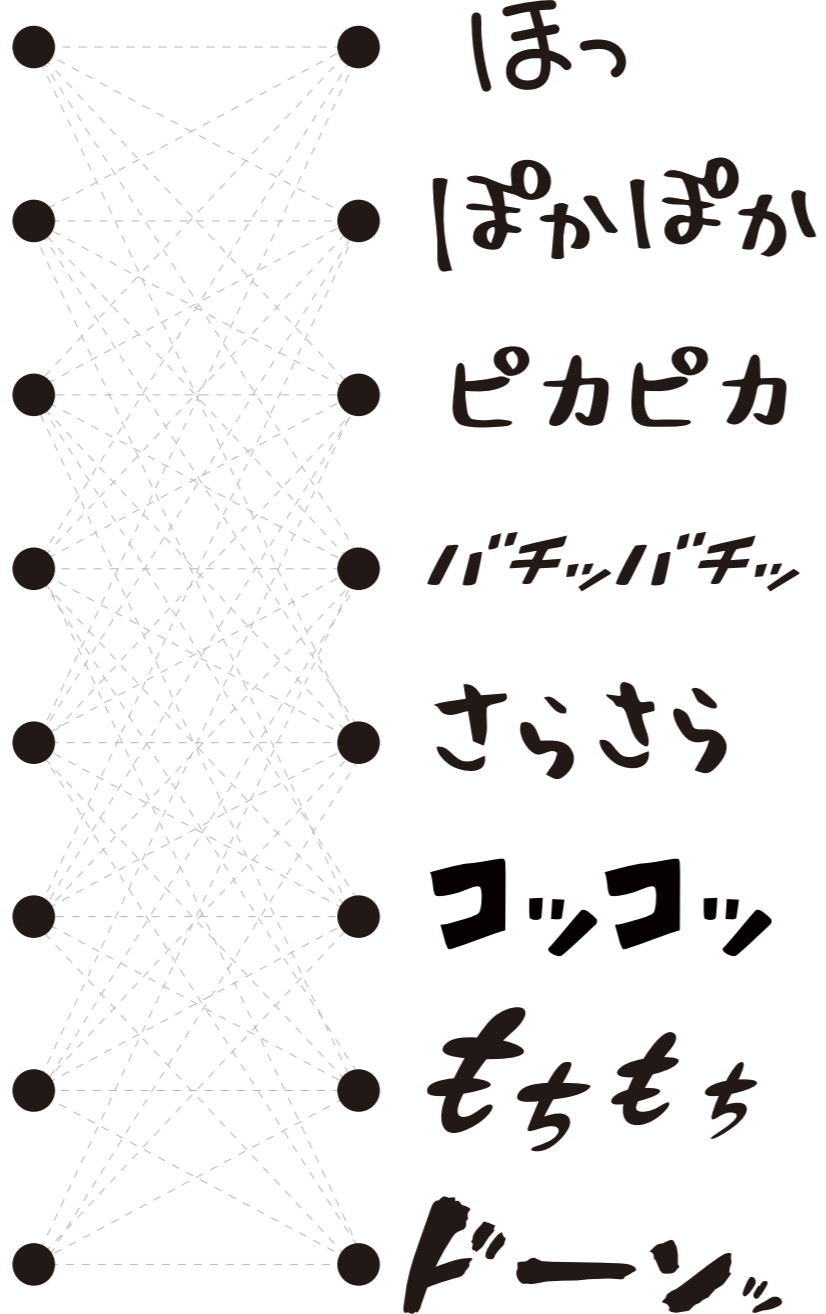 ほっ
ぽかぽか
ピカピカ
バチッバチッ
さらさら
コッコッ
もちもち
ドーンッ